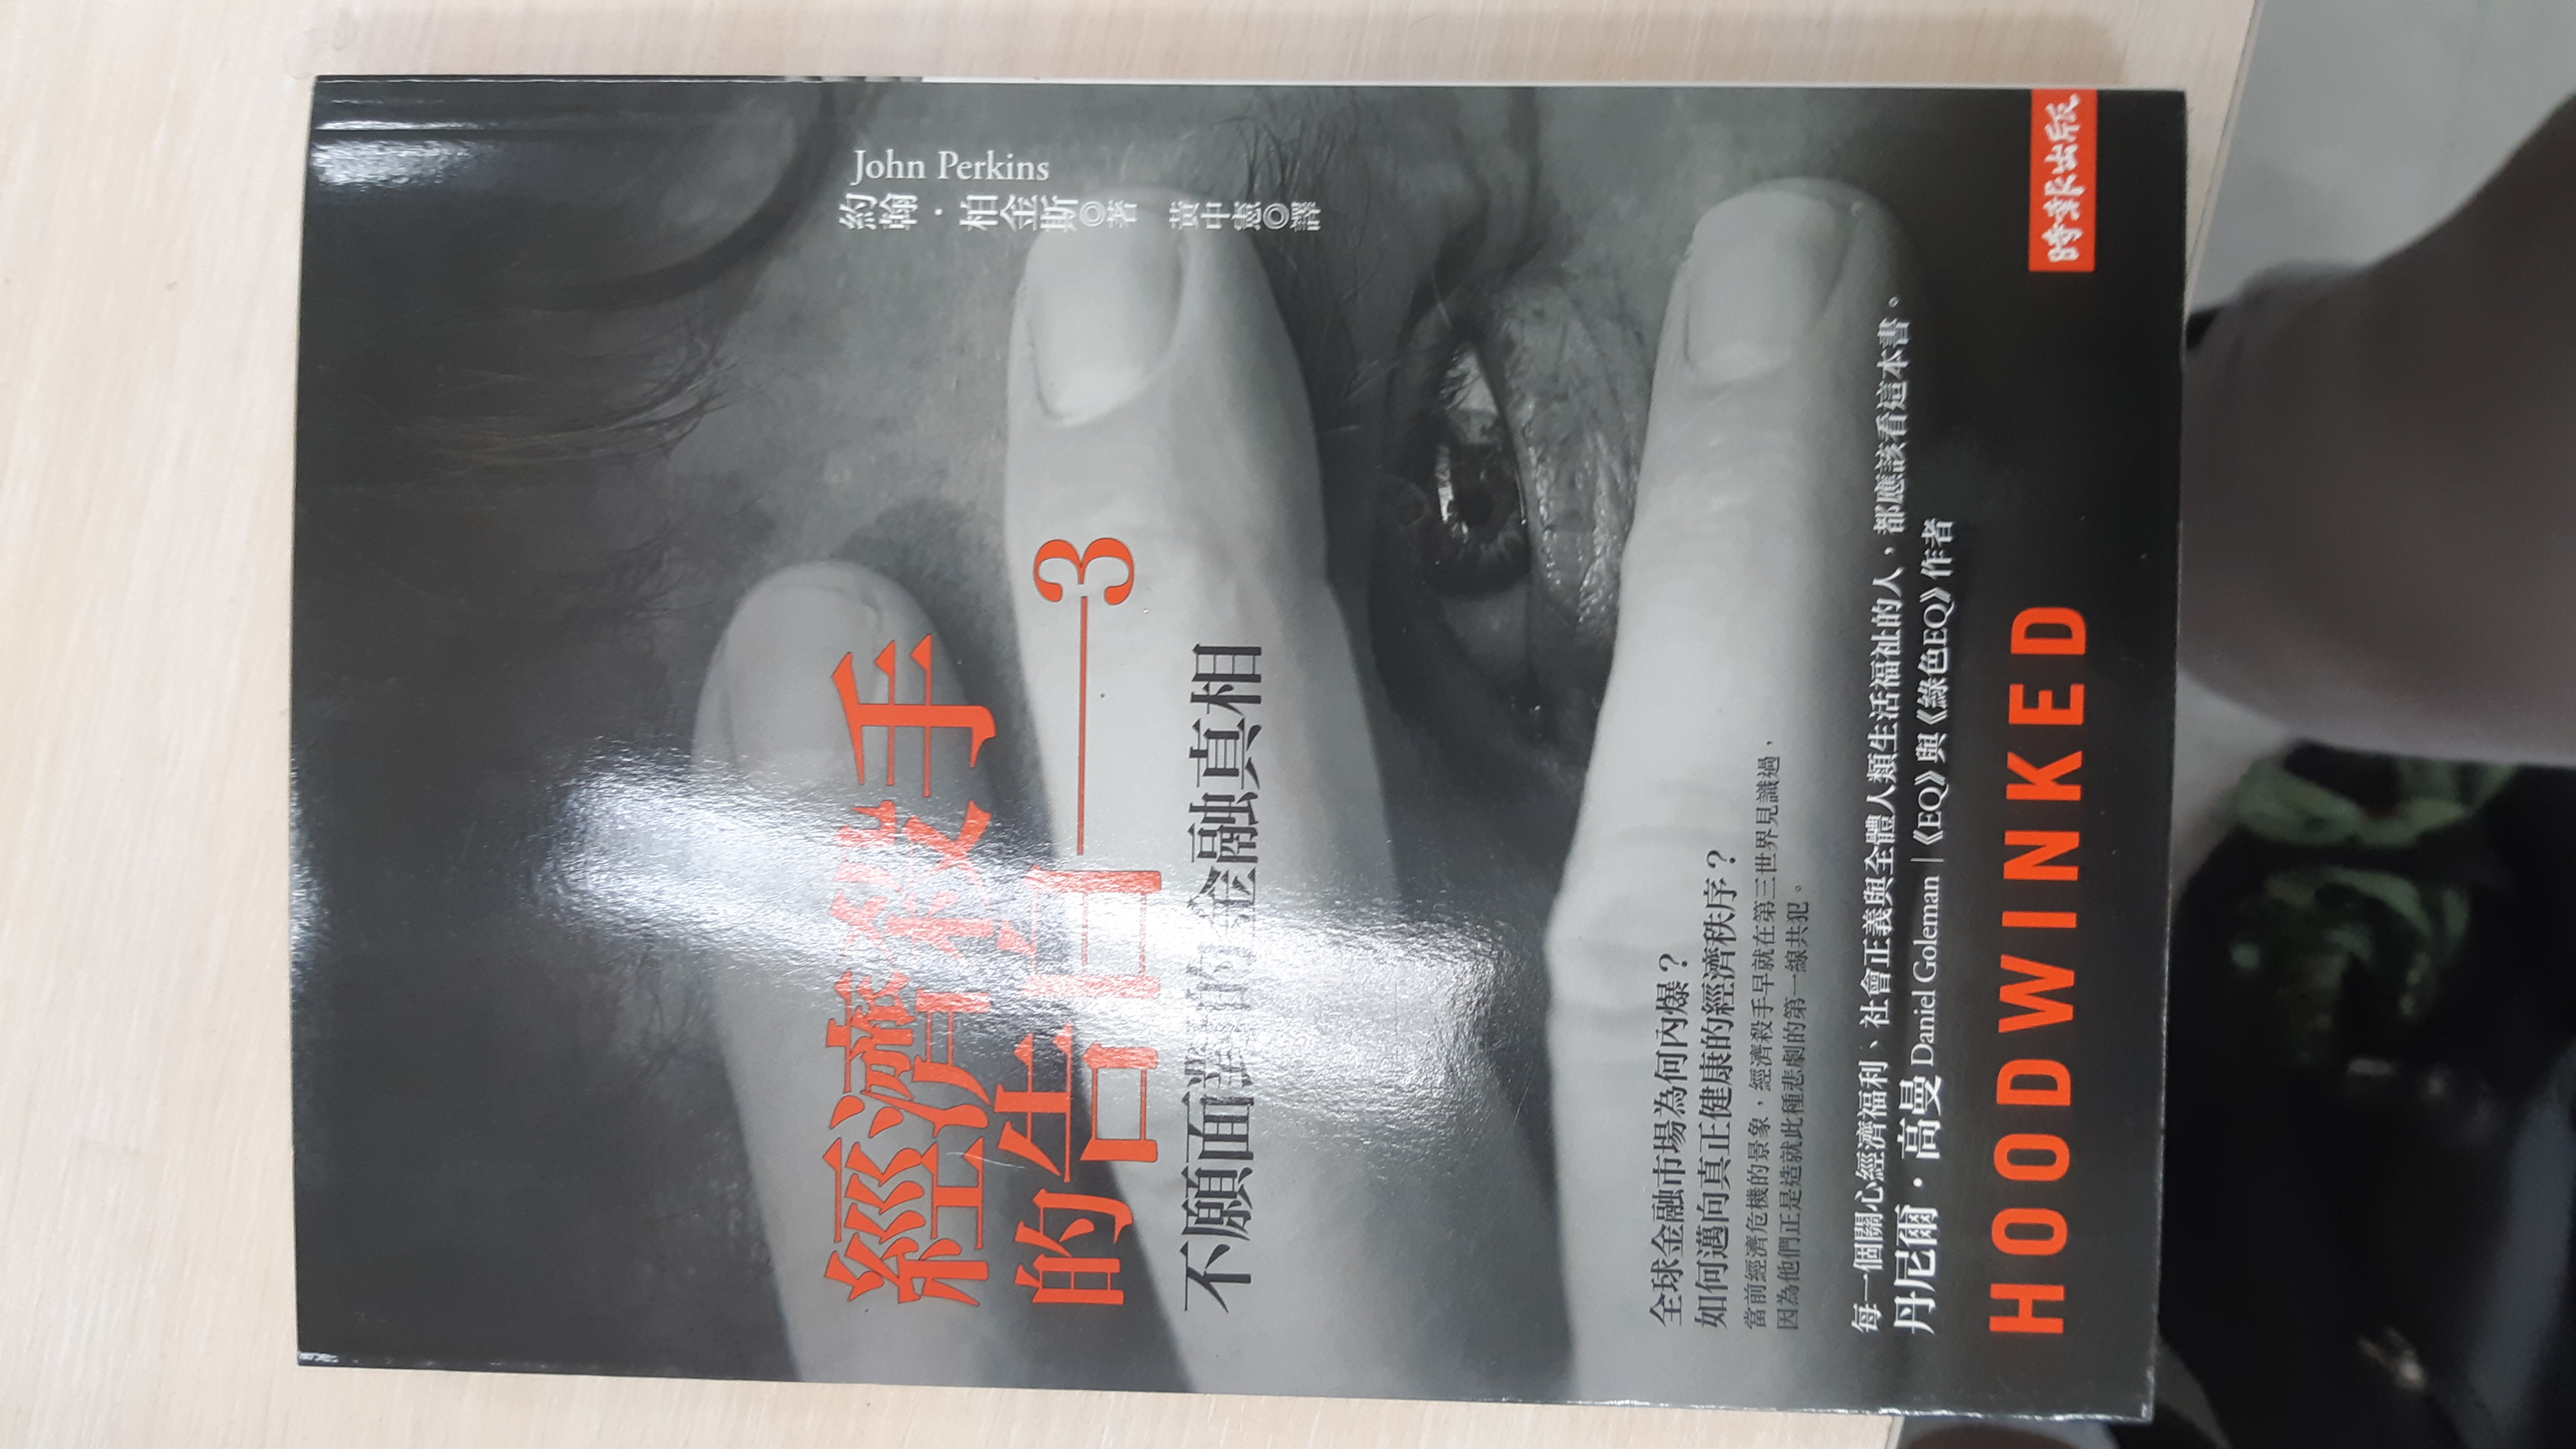 經濟殺手
的告白——3
不願面對的金融真相
John Perkins
約翰・柏金斯◎著 黃中憲◎譯
全球金融市場為何內爆？
如何邁向真正健康的經濟秩序？
當前經濟危機的景象，經濟殺手早就在第三世界見識過，
因為他們正是造就此種悲劇的第一線共犯。
每一個關心經濟福利、社會正義與全體人類生活福祉的人，都應該看這本書。
丹尼爾・高曼 Daniel Goleman｜《EQ》與《綠色EQ》作者
HOODWINKED
時報出版